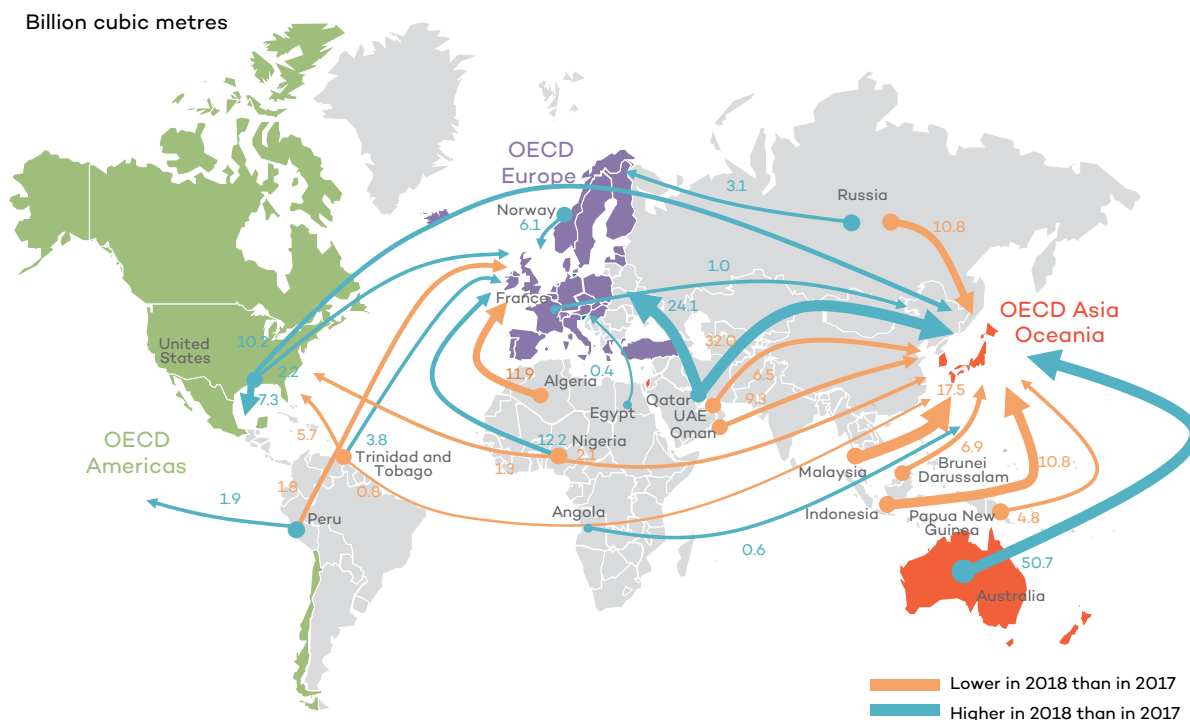 Billion cubic metres
OECD
Europe
3.1
Russia
Norway
6.1
10.8
1.0
France
24.1
OECD Asia
Oceania
United
States
10.2
32.0
2.2
0.4
6.5
11.9
Algeria
17.5
7.3
Qatar
9.3
UAE
Egypt
Oman
OECD
Americas
5.7
3.8
12.2
Nigeria
2.1
6.9
Trinidad and
Tobago
1.3
Malaysia
Brunei
Darussalam
10.8
1.8
0.8
1.9
Peru
Angola
Indonesia
Papua New
Guinea
4.8
0.6
50.7
Australia
Lower in 2018 than in 2017
Higher in 2018 than in 2017